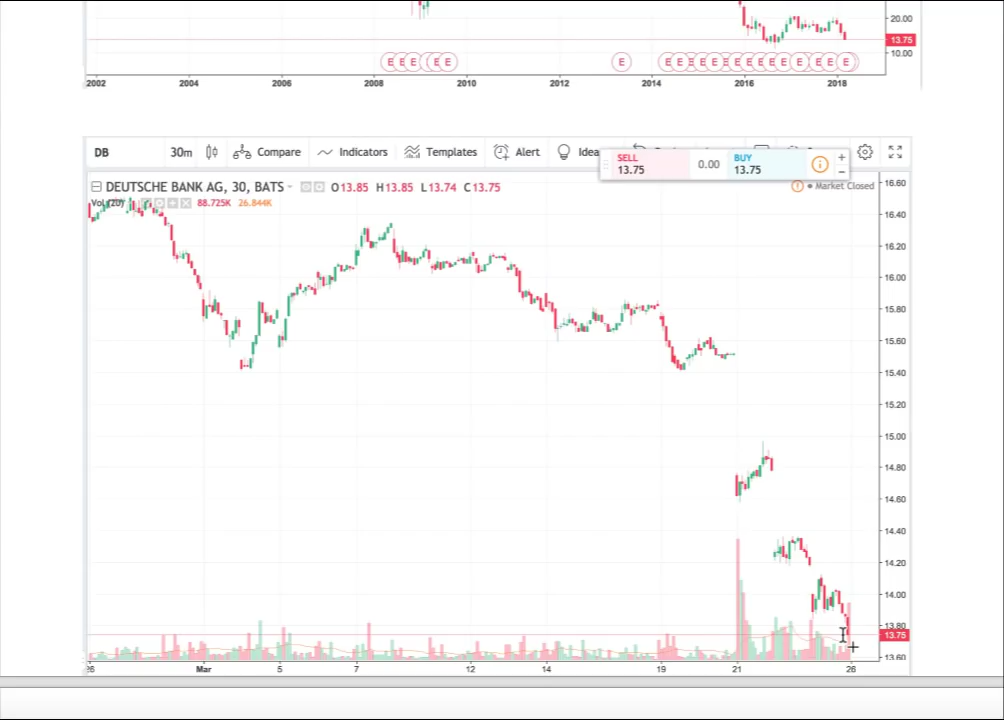 20.00
13.75
10.00
E E E E E E E E E E E E E E E E E E E E E E
2002 2004 2006 2008 2010 2012 2014 2016 2018
DB 30m Compare Indicators Templates Alert Idea
SELL 13.75 0.00 BUY 13.75
DEUTSCHE BANK AG, 30, BATS O13.85 H13.85 L13.74 C13.75
Market Closed
Vol (20) 88.725K 26.844K
16.60
16.40
16.20
16.00
15.80
15.60
15.40
15.00
14.80
14.60
14.40
14.20
14.00
13.80
13.75
13.60
26 Mar 5 7 12 14 19 21 26